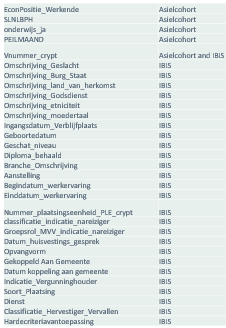 EconPositie_Werkende Asielcohort
SLNLBPH Asielcohort
onderwijs_ja Asielcohort
PEILMAAND Asielcohort
Vnummer_crypt Asielcohort and IBIS
Omschrijving_Geslacht IBIS
Omschrijving_Burg_Staat IBIS
Omschrijving_land_van_herkomst IBIS
Omschrijving_Godsdienst IBIS
Omschrijving_etniciteit IBIS
Omschrijving_moedertaal IBIS
Ingangsdatum_Verblijfplaats IBIS
Geboortedatum IBIS
Geschat_niveau IBIS
Diploma_behaald IBIS
Branche_Omschrijving IBIS
Aanstelling IBIS
Begindatum_werkervaring IBIS
Einddatum_werkervaring IBIS
Nummer_plaatsingseenheid_PLE_crypt IBIS
classificatie_indicatie_nareiziger IBIS
Groepsrol_MVV_indicatie_nareiziger IBIS
Datum_huisvestings_gesprek IBIS
Opvangvorm IBIS
Gekoppeld Aan Gemeente IBIS
Datum koppeling aan gemeente IBIS
Indicatie_Vergunninghouder IBIS
Soort_Plaatsing IBIS
Dienst IBIS
Classificatie_Hervestiger_Vervallen IBIS
Hardecriteriavantoepassing IBIS